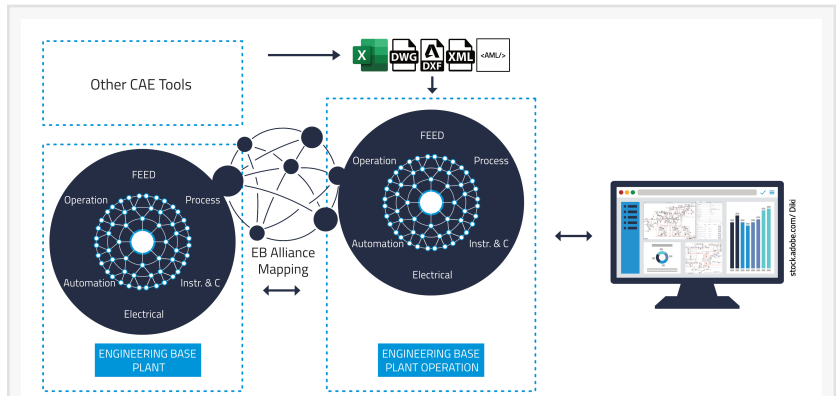 Other CAE Tools
X
DWG
DXF
XML
<AML/>
FEED
Operation
Process
Automation
Instr. & C
Electrical
ENGINEERING BASE
PLANT
EB Alliance
Mapping
FEED
Operation
Process
Automation
Instr. & C
Electrical
ENGINEERING BASE
PLANT OPERATION
stock.adobe.com/ Diki